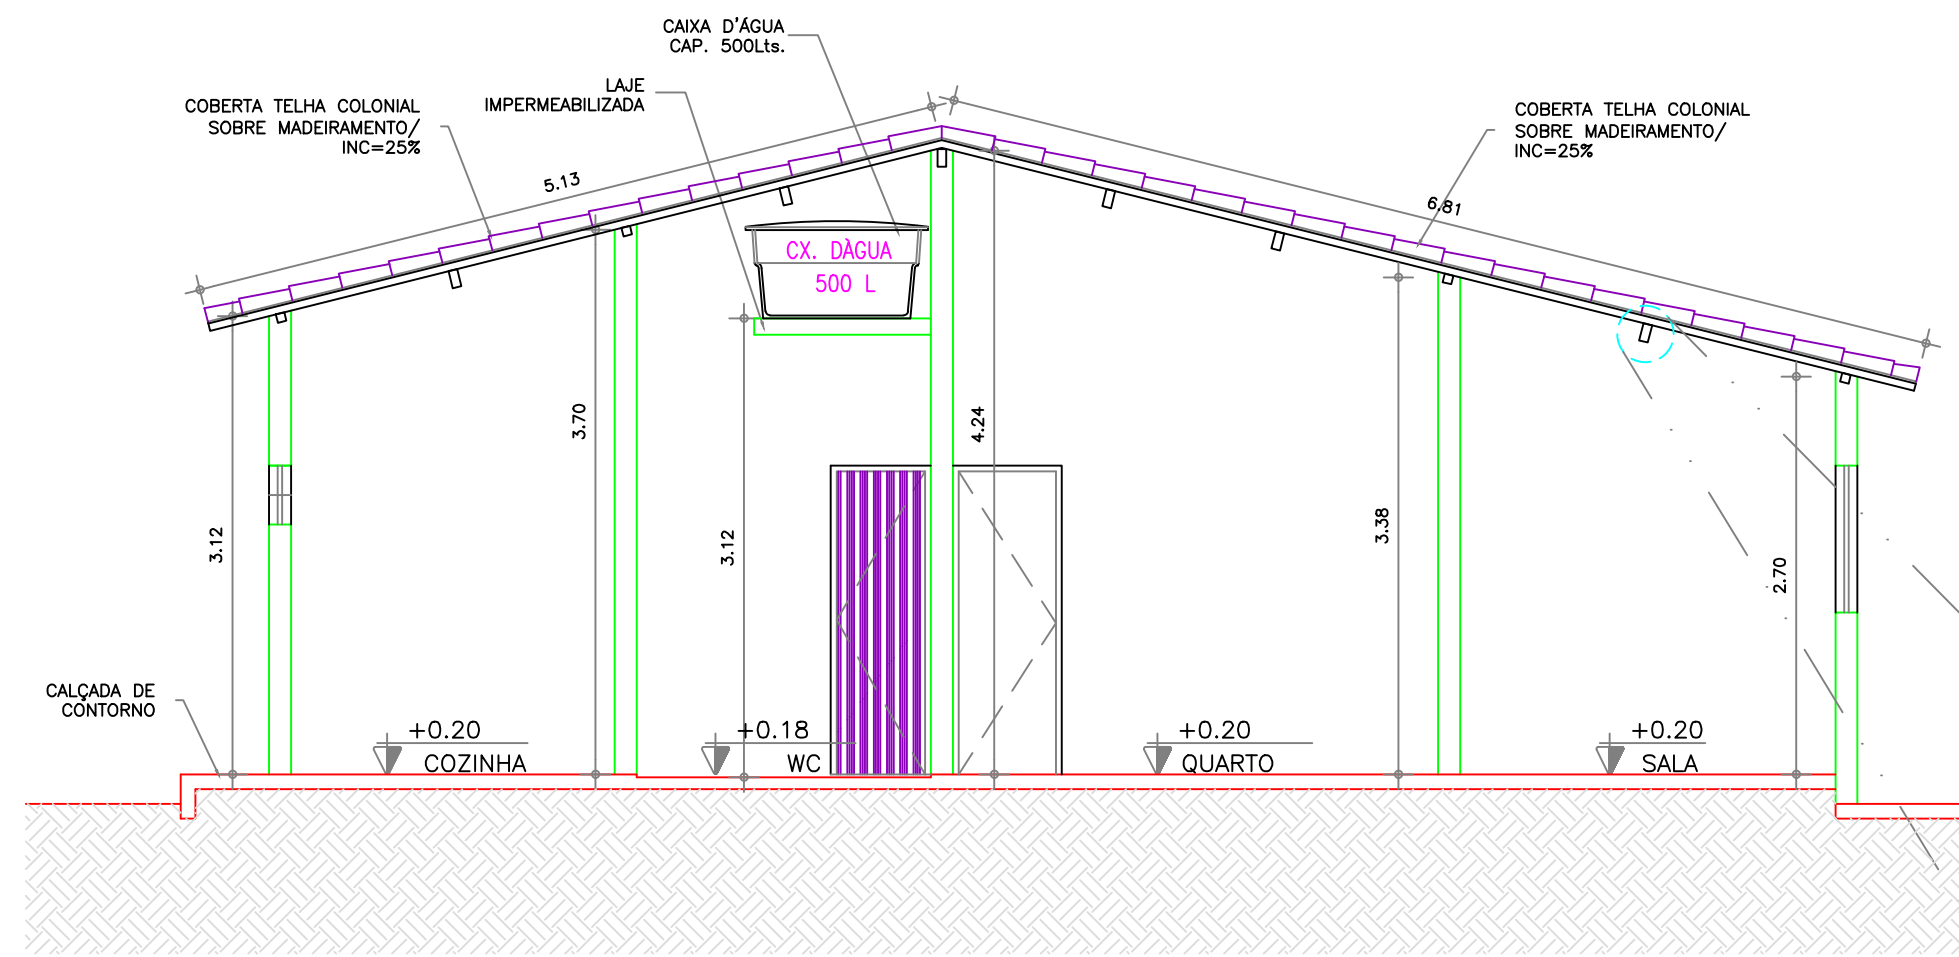 CAIXA D'ÁGUA
CAP. 500Lts.
LAJE
IMPERMEABILIZADA
COBERTA TELHA COLONIAL
SOBRE MADEIRAMENTO/
INC=25%
COBERTA TELHA COLONIAL
SOBRE MADEIRAMENTO/
INC=25%
5.13
6.81
CX. DÀGUA
500 L
3.12
3.70
3.12
4.24
3.38
2.70
CALÇADA DE
CONTORNO
+0.20
COZINHA
+0.18
WC
+0.20
QUARTO
+0.20
SALA